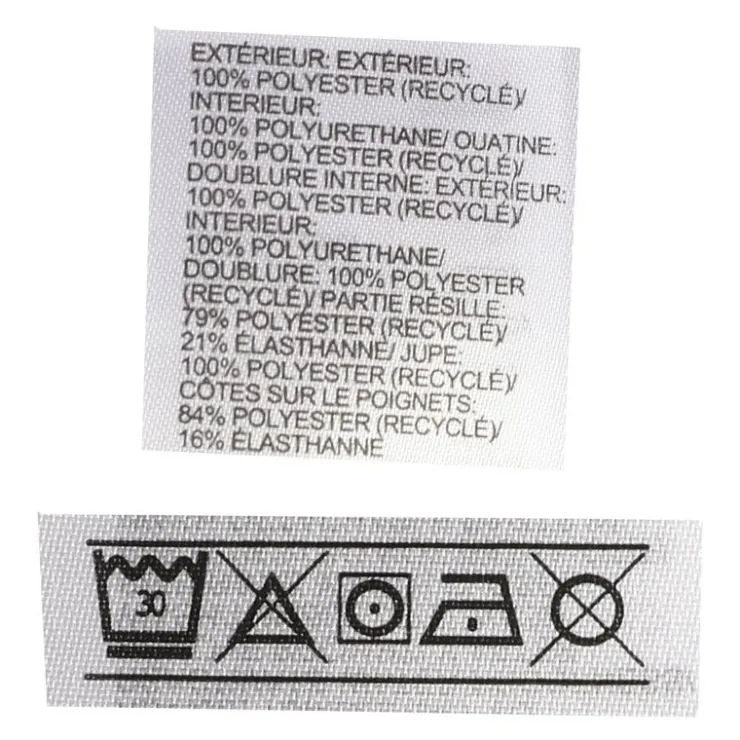 EXTÉRIEUR: EXTÉRIEUR:
100% POLYESTER (RECYCLÉ)/
INTERIEUR:
100% POLYURETHANE/ OUATINE:
100% POLYESTER (RECYCLÉ)/
DOUBLURE INTERNE: EXTÉRIEUR:
100% POLYESTER (RECYCLÉ)/
INTERIEUR:
100% POLYURETHANE/
DOUBLURE: 100% POLYESTER
(RECYCLÉ)/ PARTIE RÉSILLE:
79% POLYESTER (RECYCLÉ)/
21% ÉLASTHANNE/ JUPE:
100% POLYESTER (RECYCLÉ)/
CÔTES SUR LE POIGNETS:
84% POLYESTER (RECYCLÉ)/
16% ÉLASTHANNE
30